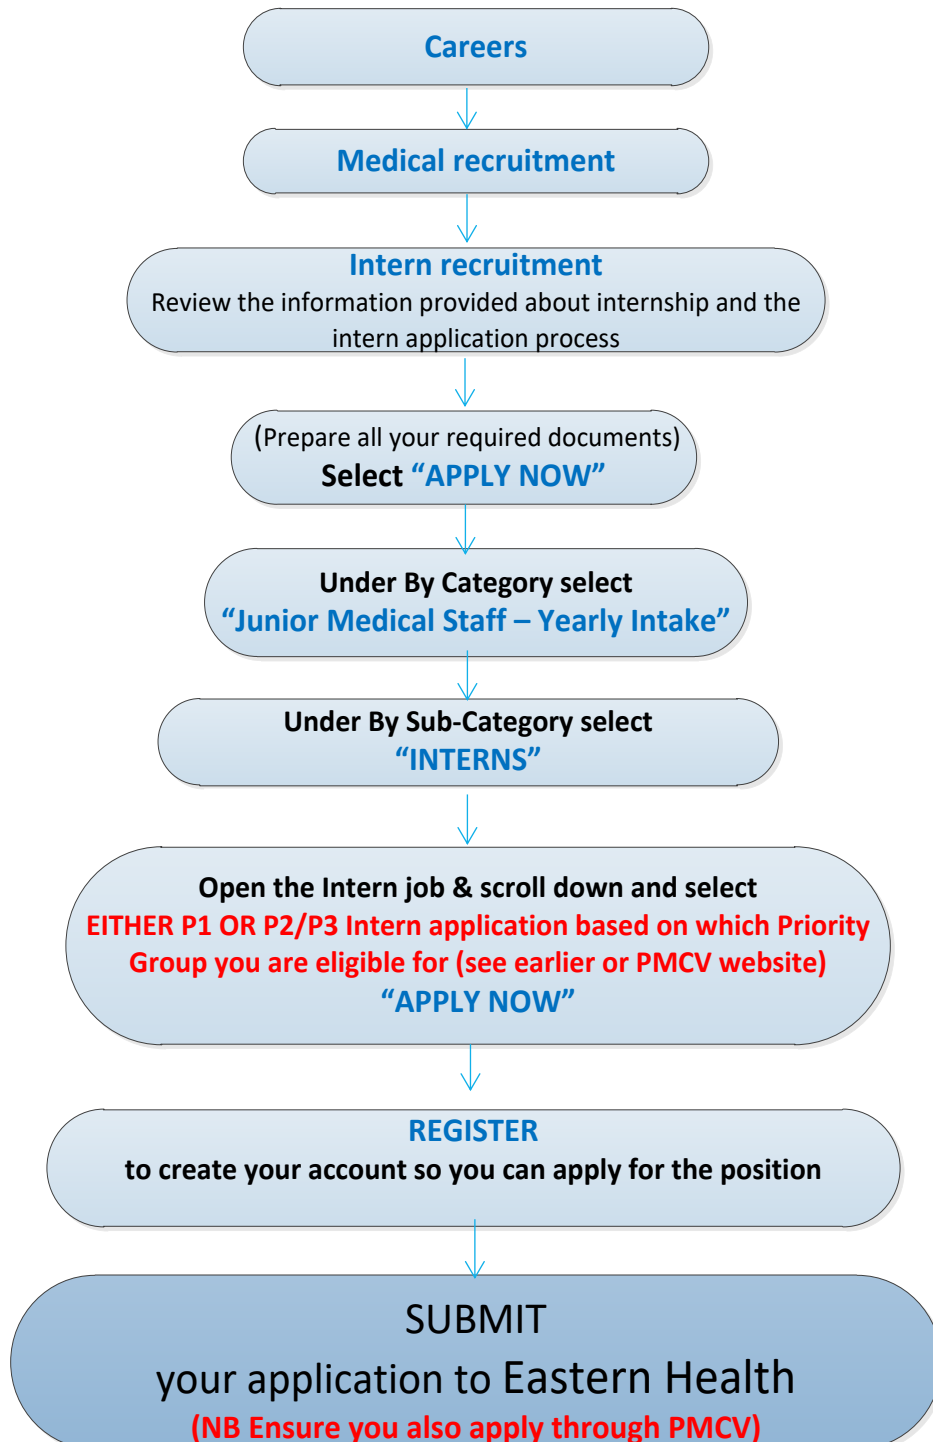 Careers
Medical recruitment
Intern recruitment
Review the information provided about internship and the
intern application process
(Prepare all your required documents)
Select “APPLY NOW”
Under By Category select
“Junior Medical Staff – Yearly Intake”
Under By Sub-Category select
“INTERNS”
Open the Intern job & scroll down and select
EITHER P1 OR P2/P3 Intern application based on which Priority
Group you are eligible for (see earlier or PMCV website)
“APPLY NOW”
REGISTER
to create your account so you can apply for the position
SUBMIT
your application to Eastern Health
(NB Ensure you also apply through PMCV)